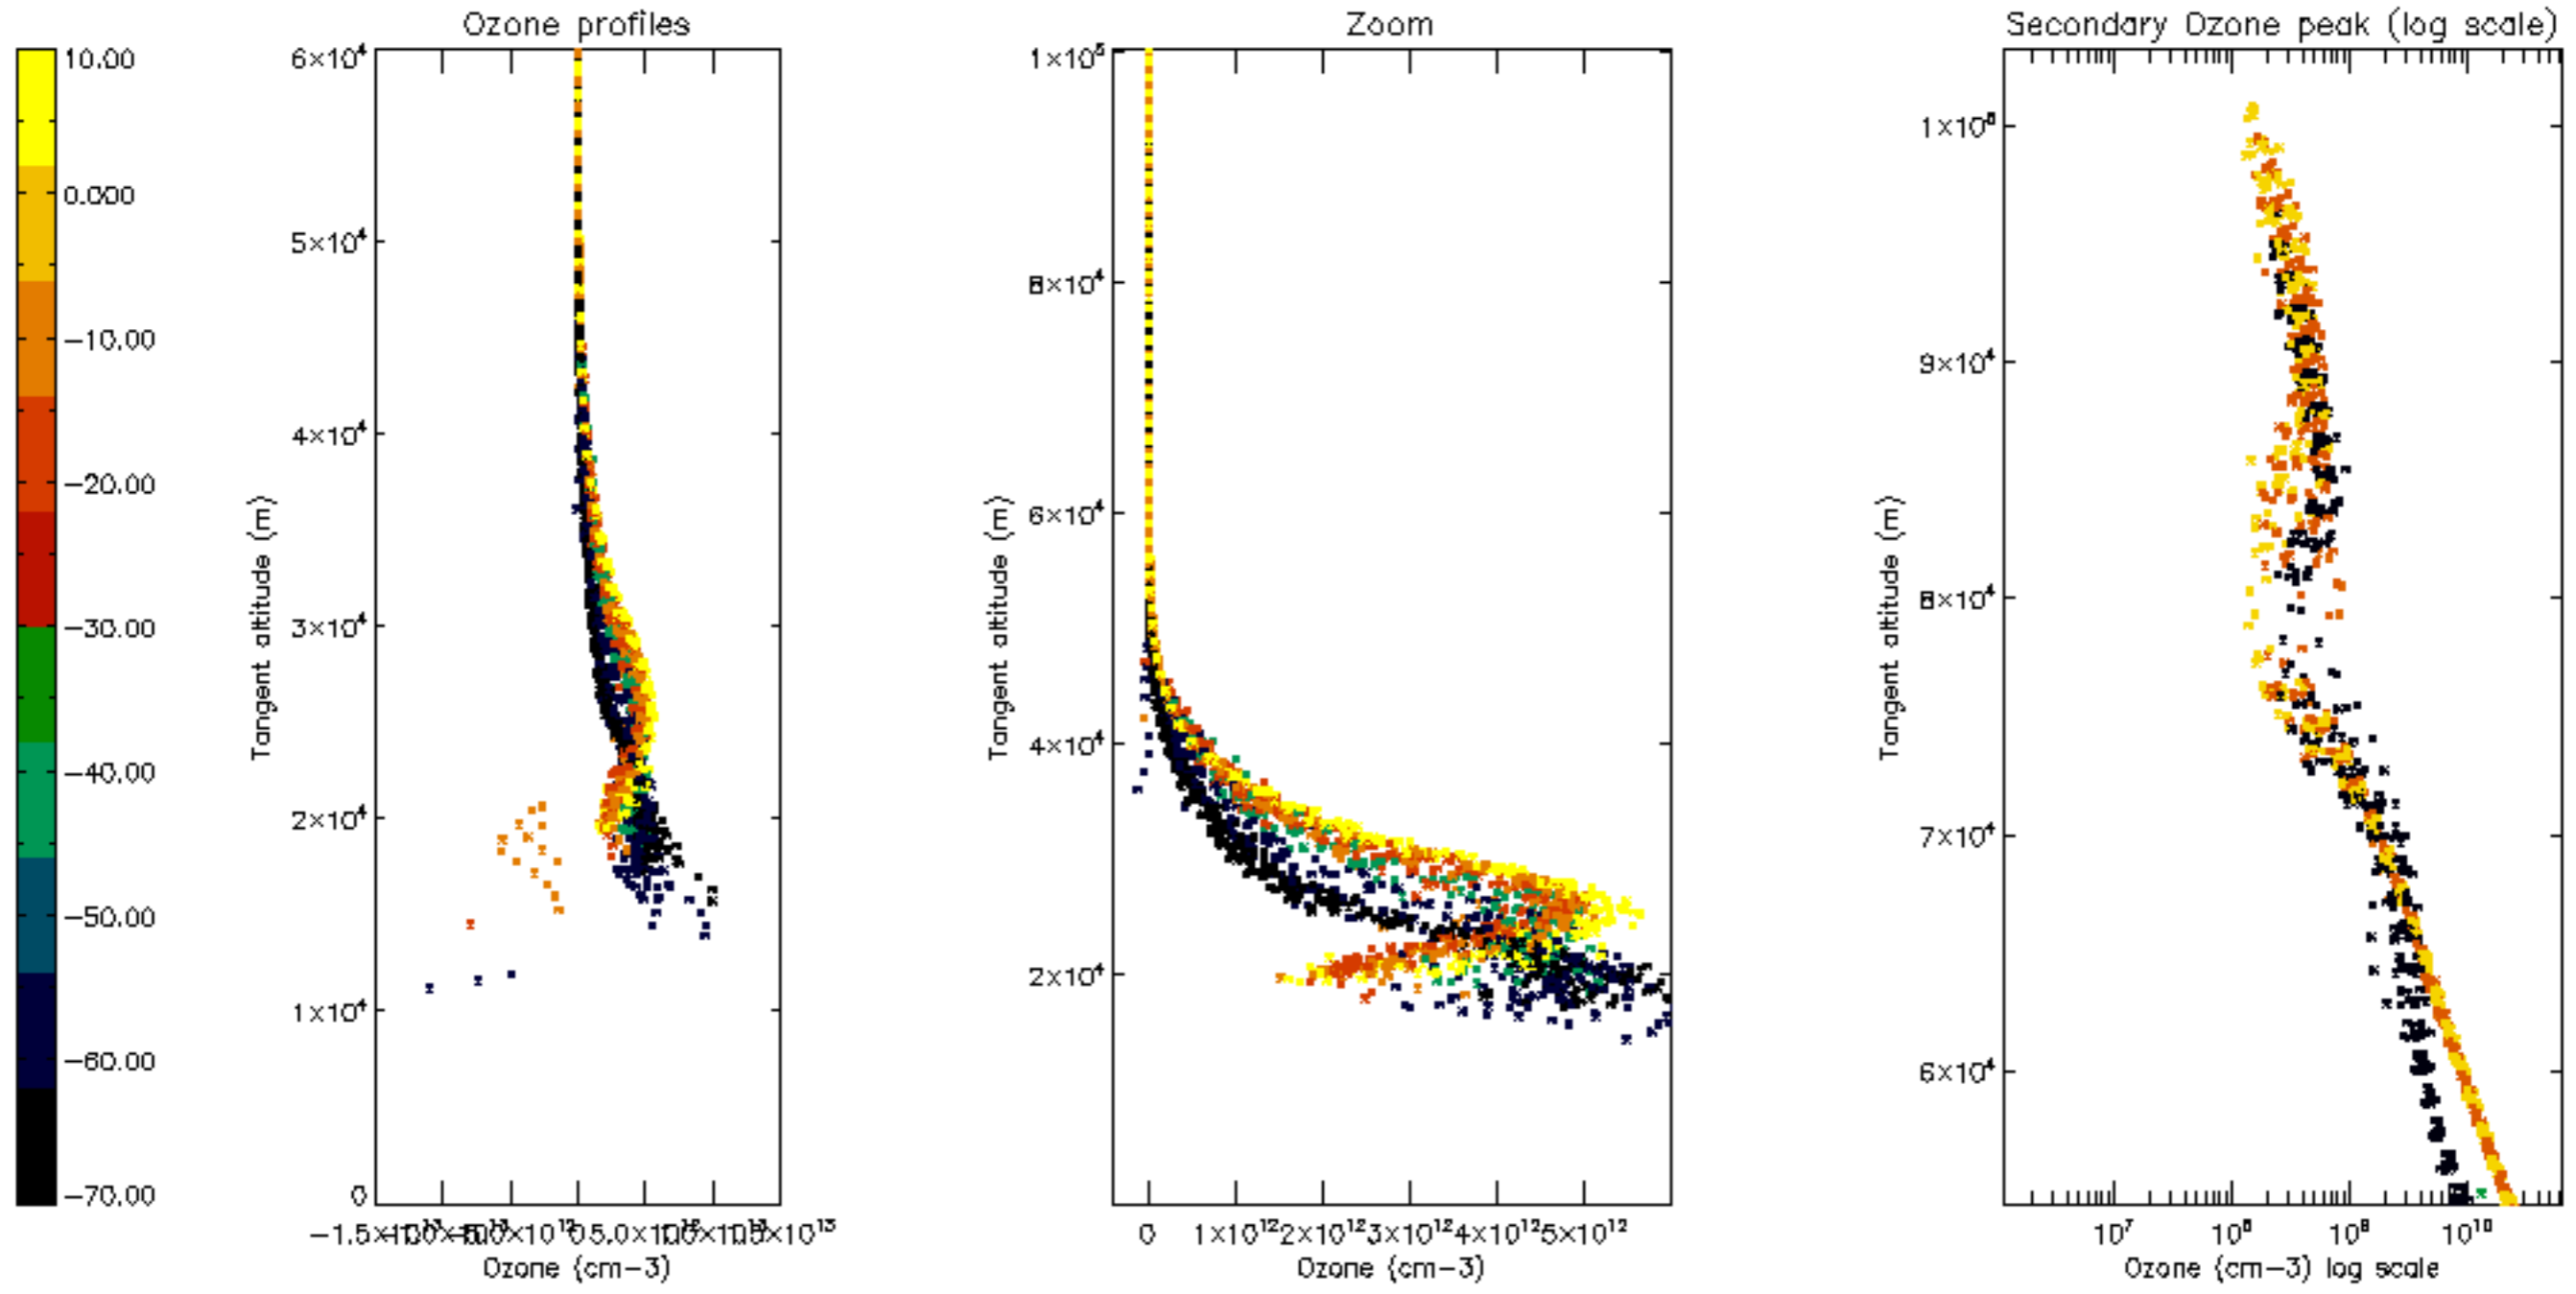 Ozone profiles
Zoom
Secondary Ozone peak (log scale)
10.00
0.000
−10.00
−20.00
−30.00
−40.00
−50.00
−60.00
−70.00
6×10⁴
5×10⁴
4×10⁴
3×10⁴
2×10⁴
1×10⁴
0
Tangent altitude (m)
Ozone (cm−3)
1×10⁵
8×10⁴
6×10⁴
4×10⁴
2×10⁴
Tangent altitude (m)
0 1×10¹² 2×10¹² 3×10¹² 4×10¹² 5×10¹²
Ozone (cm−3)
1×10⁵
9×10⁴
8×10⁴
7×10⁴
6×10⁴
Tangent altitude (m)
10⁷ 10⁸ 10⁹ 10¹⁰
Ozone (cm−3) log scale